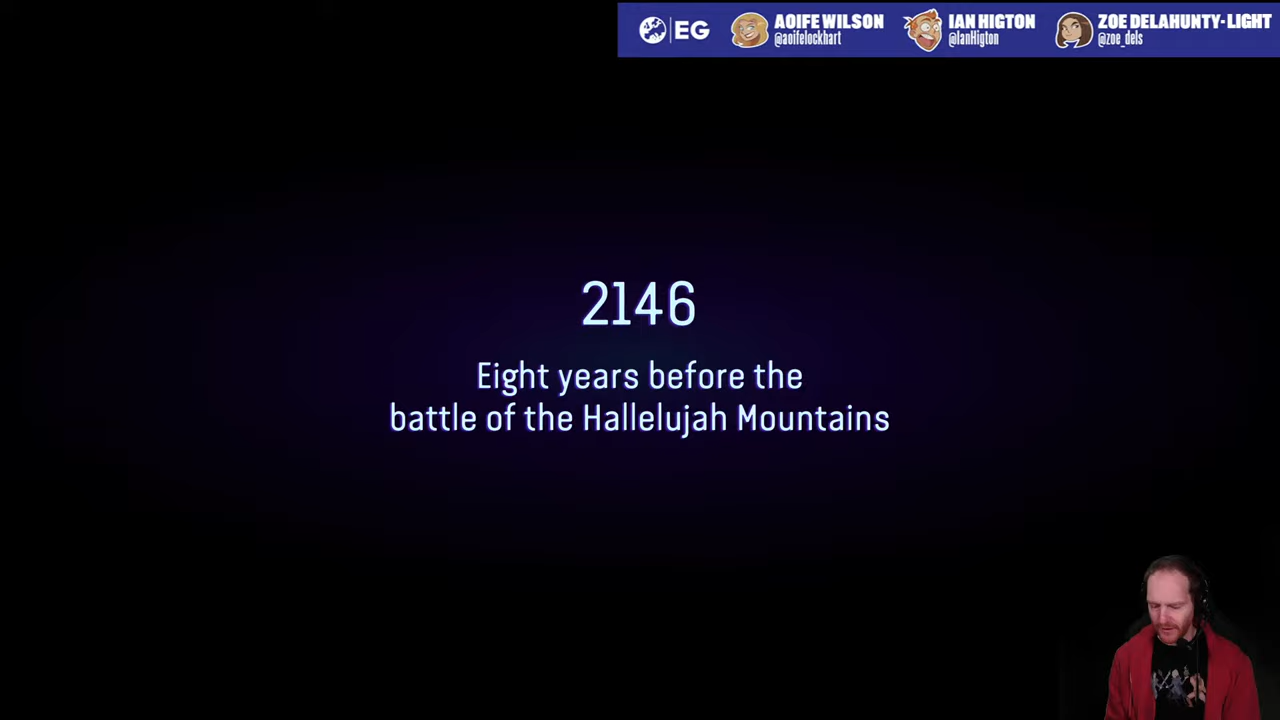 EG
AOIFE WILSON
@aoifelockhart
IAN HIGTON
@IanHigton
ZOE DELAHUNTY-LIGHT
@zoe_dels
2146
Eight years before the
battle of the Hallelujah Mountains